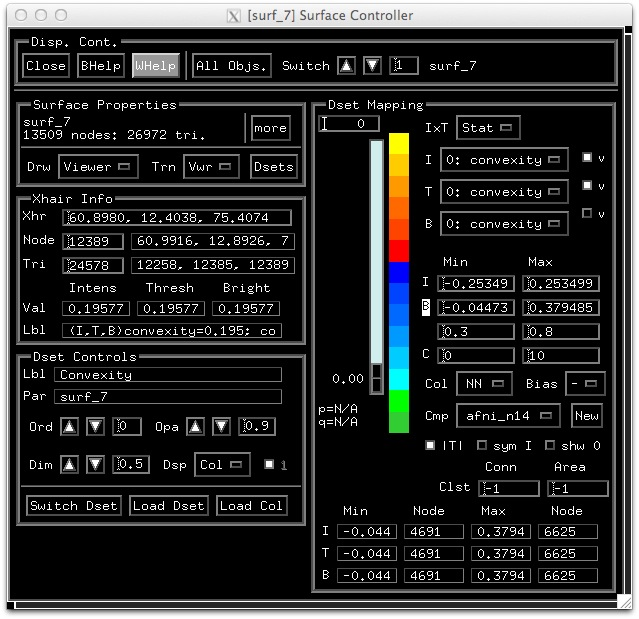 [surf_7] Surface Controller
Disp. Cont.
Close BHelp WHelp All Objs. Switch 1 surf_7
Surface Properties
surf_7
13509 nodes: 26972 tri.
more
Drw Viewer Trn Vwr Dsets
Xhair Info
Xhr 60.8980, 12.4038, 75.4074
Node 12389 60.9916, 12.8926, 7
Tri 24578 12258, 12385, 12389
Intens Thresh Bright
Val 0.19577 0.19577 0.19577
Lbl (I,T,B)convexity=0.195; co
Dset Controls
Lbl Convexity
Par surf_7
Ord 0 Opa 0.9
Dim 0.5 Dsp Col 1
Switch Dset Load Dset Load Col
Dset Mapping
I 0
0.00
p=N/A
q=N/A
IxT Stat
I 0: convexity v
T 0: convexity v
B 0: convexity v
Min Max
I -0.25349 0.253499
B -0.04473 0.379485
0.3 0.8
C 0 10
Col NN Bias -
Cmp afni_n14 New
|T| sym I shw 0
Conn Area
Clst -1 -1
Min Node Max Node
I -0.044 4691 0.3794 6625
T -0.044 4691 0.3794 6625
B -0.044 4691 0.3794 6625